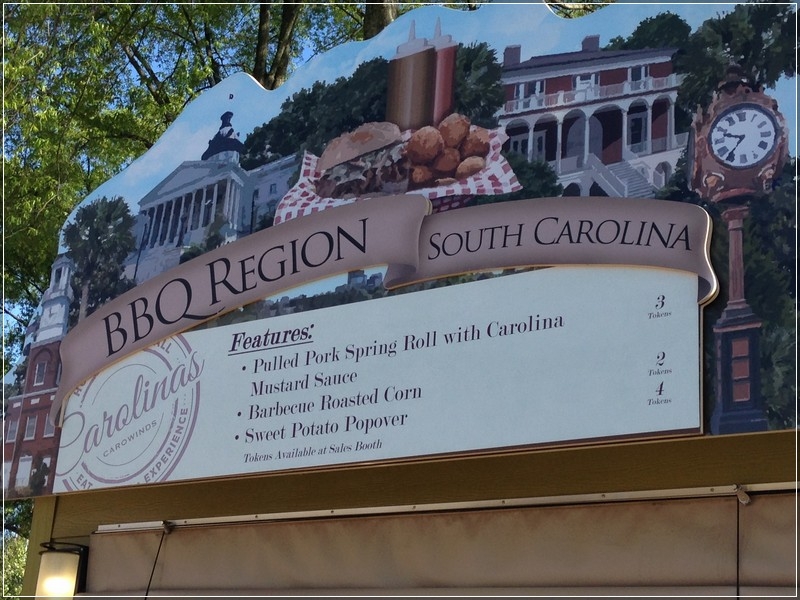 BBQ REGION
SOUTH CAROLINA
Features:
• Pulled Pork Spring Roll with Carolina
Mustard Sauce
3
Tokens
• Barbecue Roasted Corn
2
Tokens
• Sweet Potato Popover
4
Tokens
Tokens Available at Sales Booth
Carolinas
CAROWINDS
EAT
EXPERIENCE